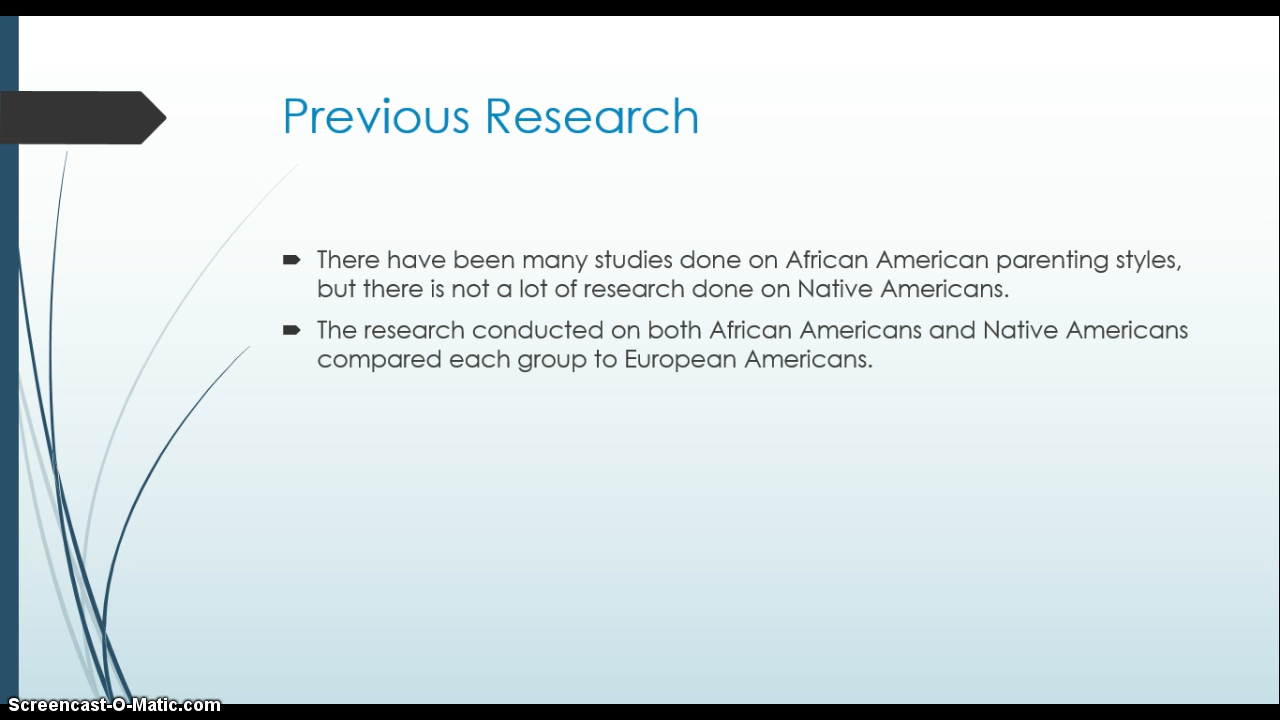 Previous Research
There have been many studies done on African American parenting styles,
but there is not a lot of research done on Native Americans.
The research conducted on both African Americans and Native Americans
compared each group to European Americans.
Screencast-O-Matic.com